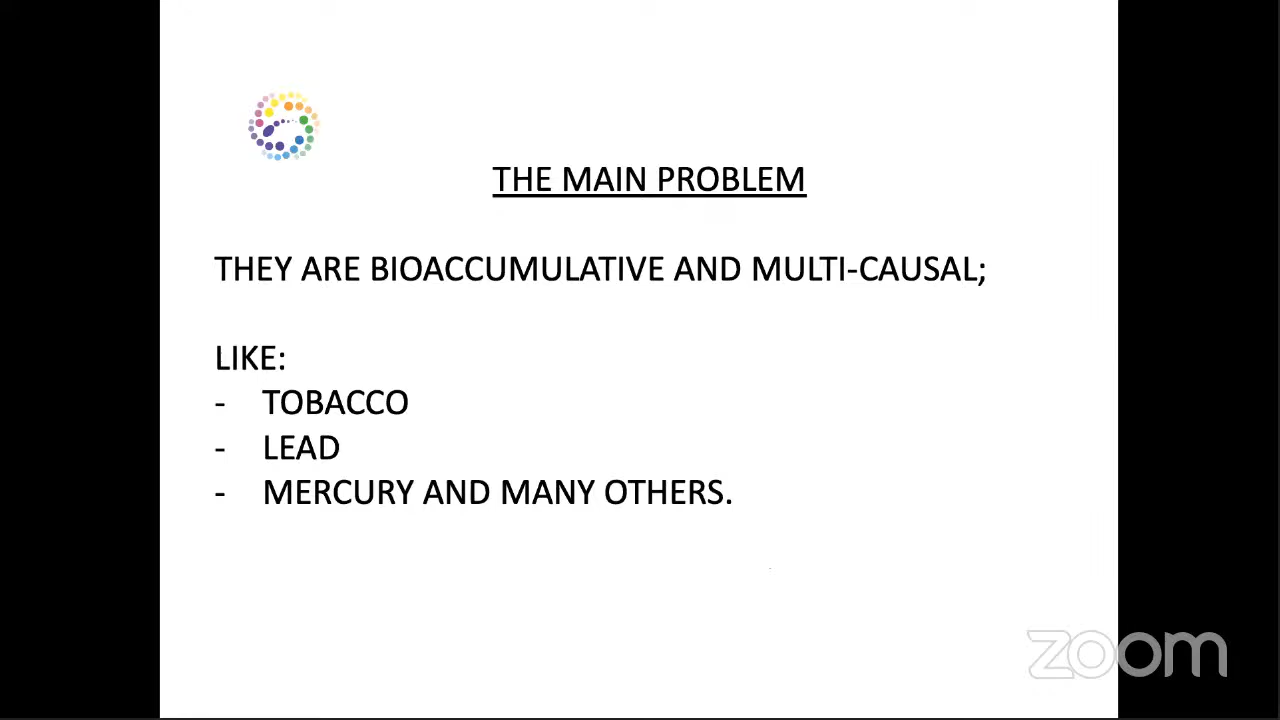 THE MAIN PROBLEM
THEY ARE BIOACCUMULATIVE AND MULTI-CAUSAL;
LIKE:
- TOBACCO
- LEAD
- MERCURY AND MANY OTHERS.
zoom